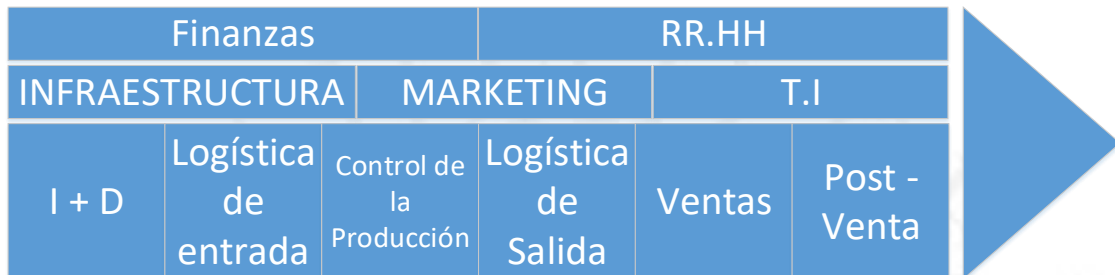 Finanzas
RR.HH
INFRAESTRUCTURA
MARKETING
T.I
I + D
Logística
de
entrada
Control de
la
Producción
Logística
de
Salida
Ventas
Post -
Venta